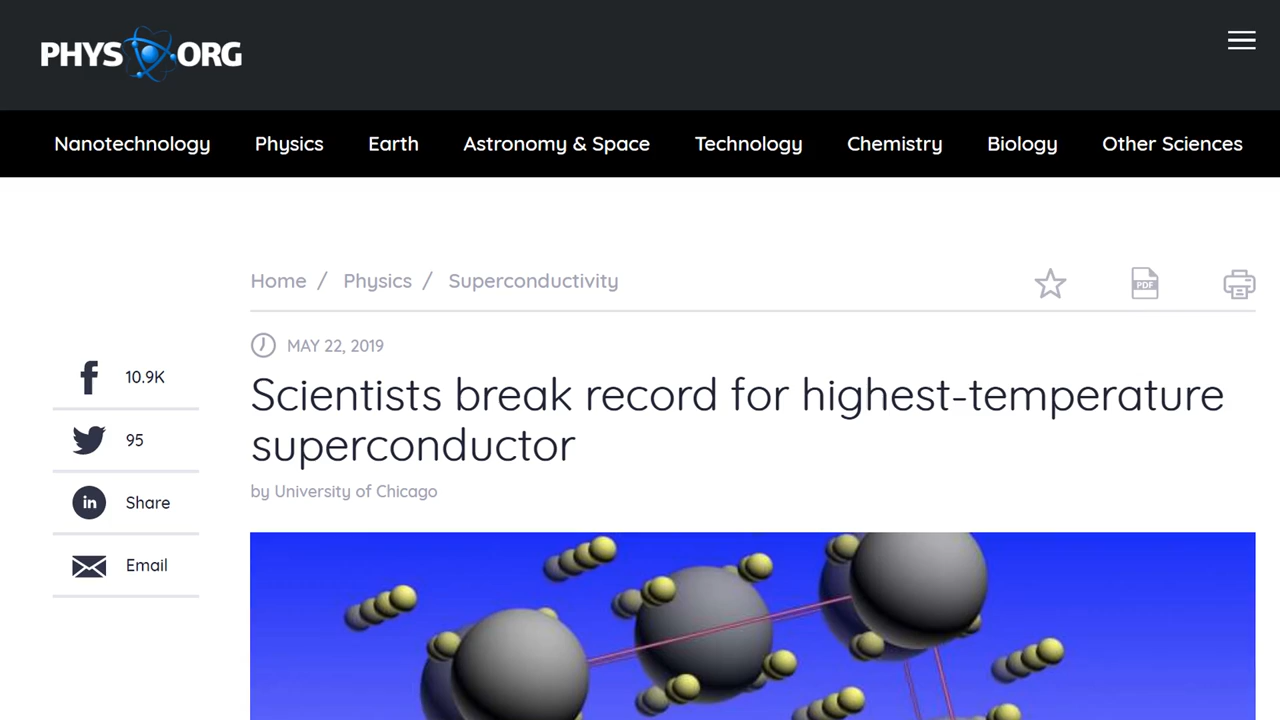 PHYS ORG
Nanotechnology Physics Earth Astronomy & Space Technology Chemistry Biology Other Sciences
Home / Physics / Superconductivity
PDF
MAY 22, 2019
Scientists break record for highest-temperature
superconductor
by University of Chicago
10.9K
95
in Share
Email